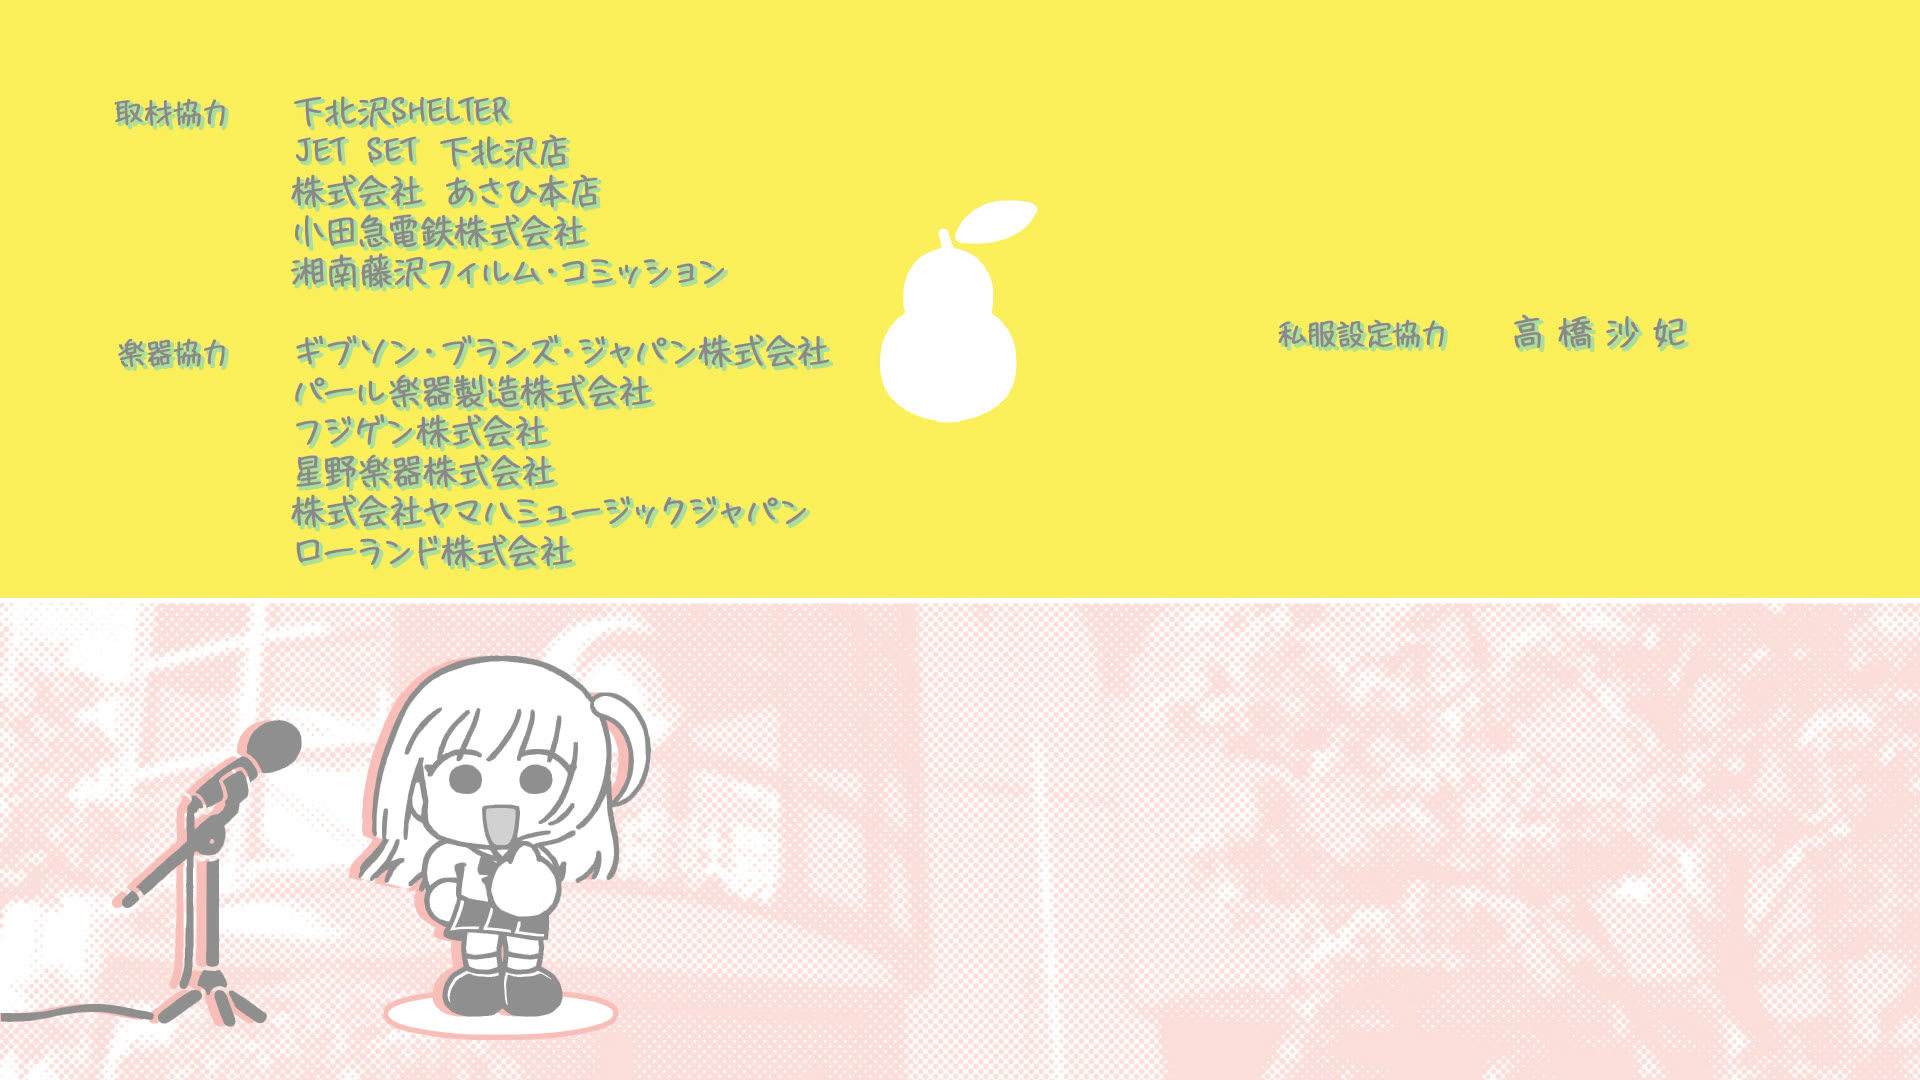 取材協力 下北沢SHELTER
JET SET 下北沢店
株式会社 あさひ本店
小田急電鉄株式会社
湘南藤沢フィルム・コミッション
楽器協力 ギブソン・ブランズ・ジャパン株式会社
パール楽器製造株式会社
フジゲン株式会社
星野楽器株式会社
株式会社ヤマハミュージックジャパン
ローランド株式会社
私服設定協力 高橋沙妃